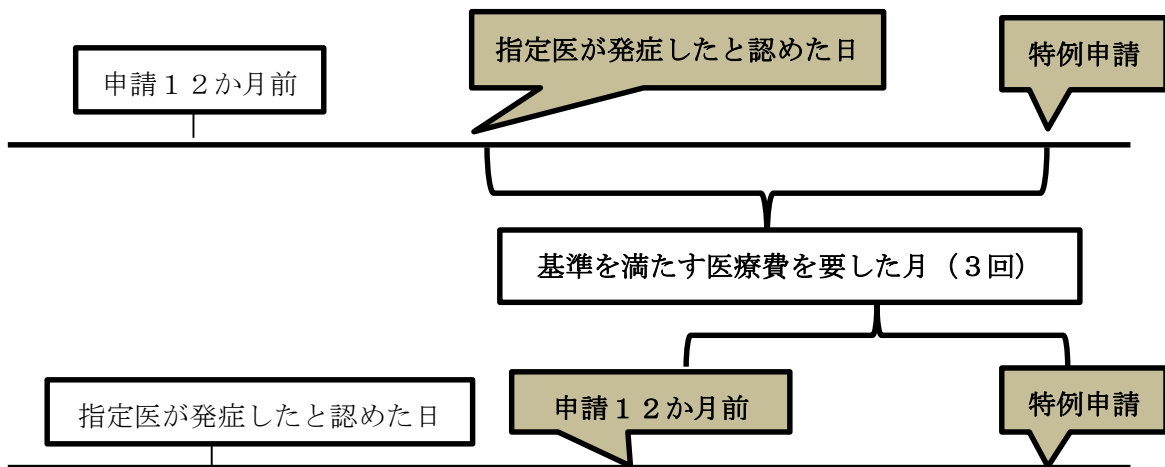 指定医が発症したと認めた日
特例申請
申請１２か月前
基準を満たす医療費を要した月（３回）
指定医が発症したと認めた日
申請１２か月前
特例申請